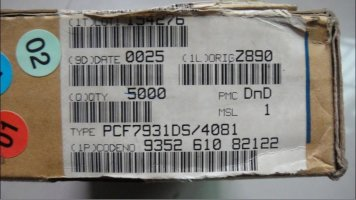 02
(9D)DATE 0025 (1L)ORIG Z890
(Q)QTY 5000 PMC DnD
MSL 1
TYPE PCF7931DS/4081
(1P)CODENO 9352 610 82122
01